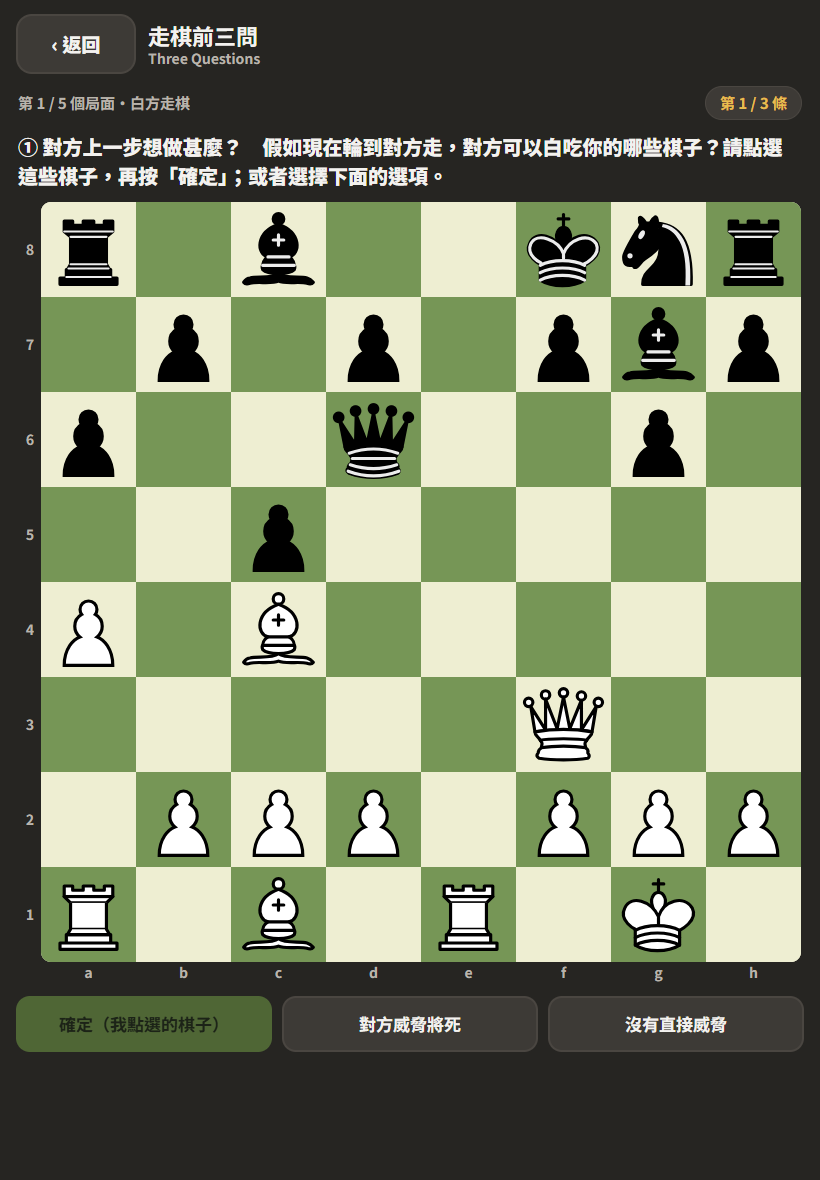 ‹ 返回
走棋前三問
Three Questions
第 1 / 5 個局面・白方走棋
第 1 / 3 條
① 對方上一步想做甚麼？ 假如現在輪到對方走，對方可以白吃你的哪些棋子？請點選
這些棋子，再按「確定」；或者選擇下面的選項。
8
7
6
5
4
3
2
1
a b c d e f g h
確定（我點選的棋子）
對方威脅將死
沒有直接威脅